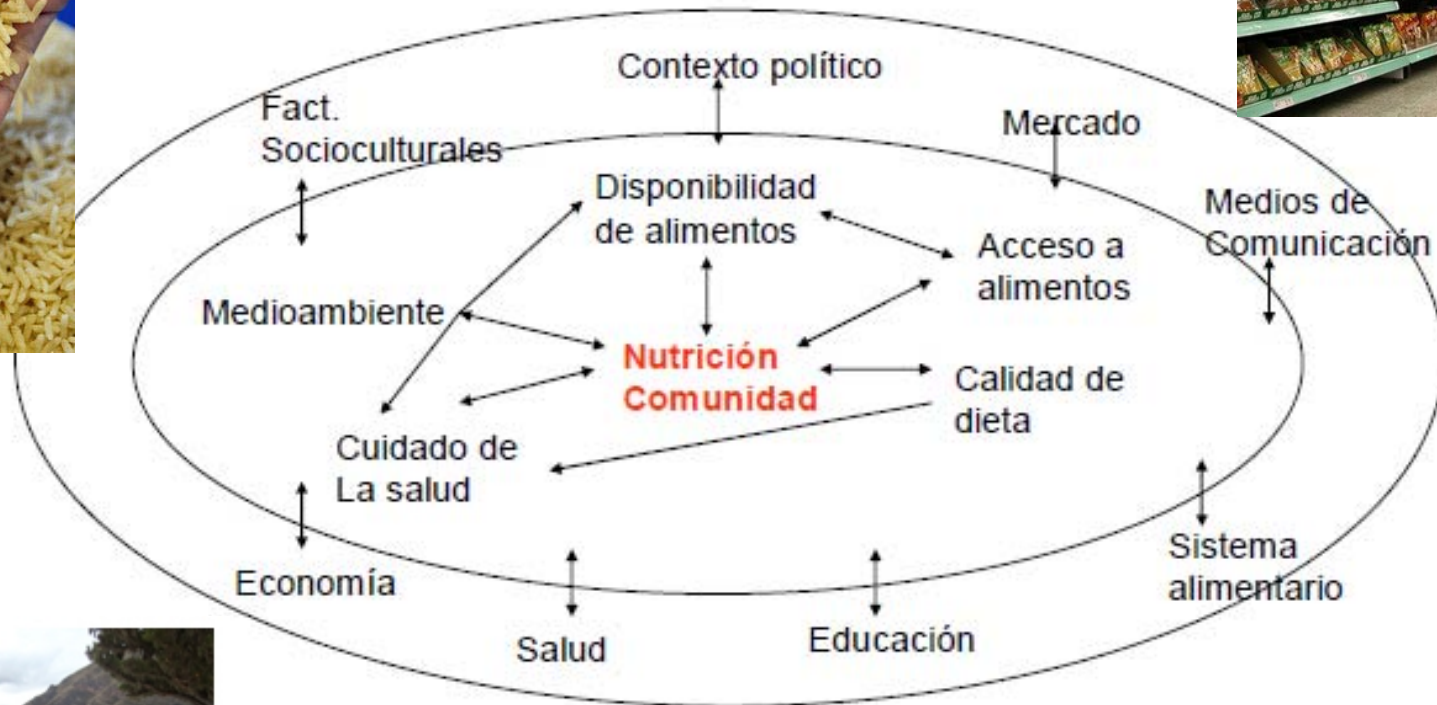 Contexto político
Fact.
Socioculturales
Mercado
Disponibilidad
de alimentos
Medios de
Comunicación
Acceso a
alimentos
Medioambiente
Nutrición
Comunidad
Calidad de
dieta
Cuidado de
La salud
Economía
Sistema
alimentario
Salud
Educación